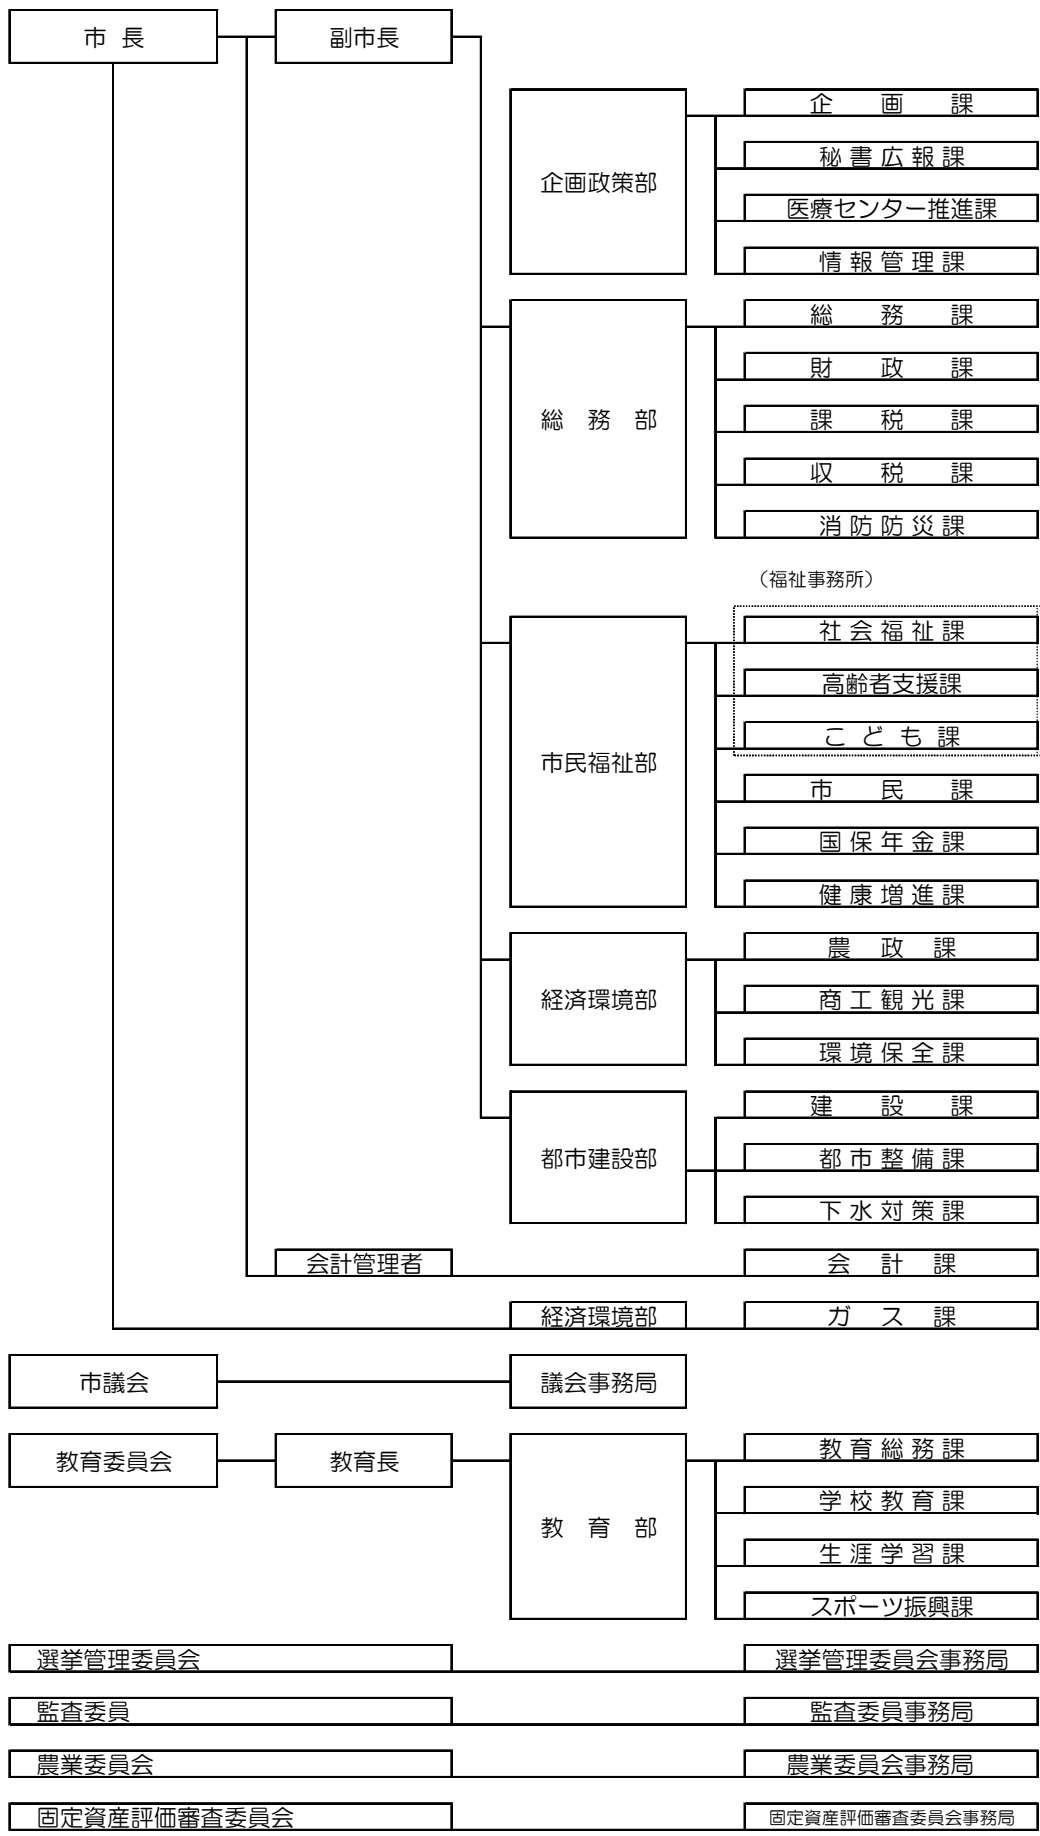 市 長
副市長
企画政策部
企 画 課
秘書広報課
医療センター推進課
情報管理課
総 務 部
総 務 課
財 政 課
課 税 課
収 税 課
消防防災課
（福祉事務所）
市民福祉部
社会福祉課
高齢者支援課
こども課
市 民 課
国保年金課
健康増進課
経済環境部
農 政 課
商工観光課
環境保全課
都市建設部
建 設 課
都市整備課
下水対策課
会計管理者
会 計 課
経済環境部
ガ ス 課
市議会
議会事務局
教育委員会
教育長
教 育 部
教育総務課
学校教育課
生涯学習課
スポーツ振興課
選挙管理委員会
選挙管理委員会事務局
監査委員
監査委員事務局
農業委員会
農業委員会事務局
固定資産評価審査委員会
固定資産評価審査委員会事務局